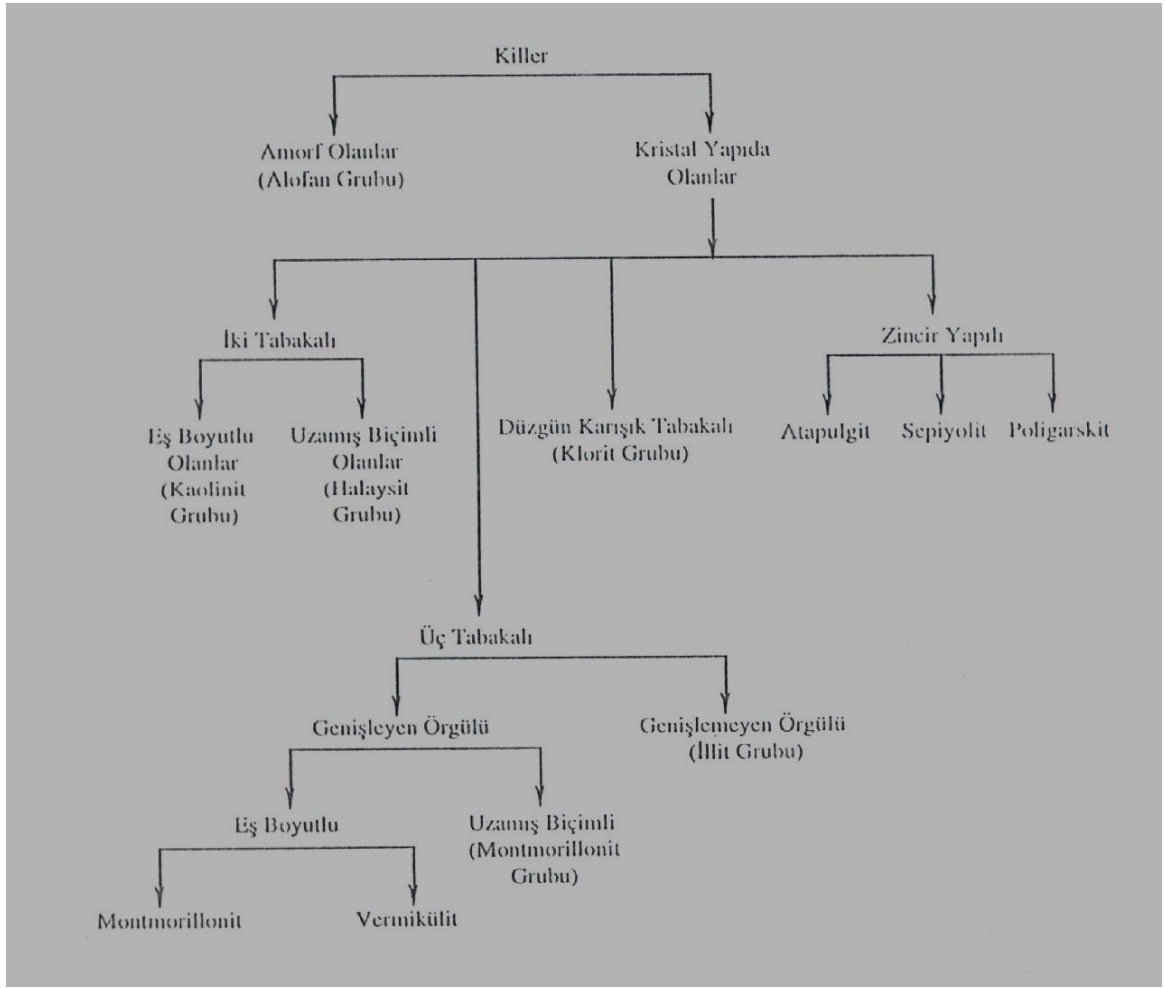 Killer
Amorf Olanlar
(Alofan Grubu)
Kristal Yapıda
Olanlar
İki Tabakalı
Zincir Yapılı
Eş Boyutlu
Olanlar
(Kaolinit
Grubu)
Uzamış Biçimli
Olanlar
(Halaysit
Grubu)
Düzgün Karışık Tabakalı
(Klorit Grubu)
Atapulgit
Sepiyolit
Poligarskit
Üç Tabakalı
Genişleyen Örgülü
Genişlemeyen Örgülü
(İllit Grubu)
Eş Boyutlu
Uzamış Biçimli
(Montmorillonit
Grubu)
Montmorillonit
Vermikülit